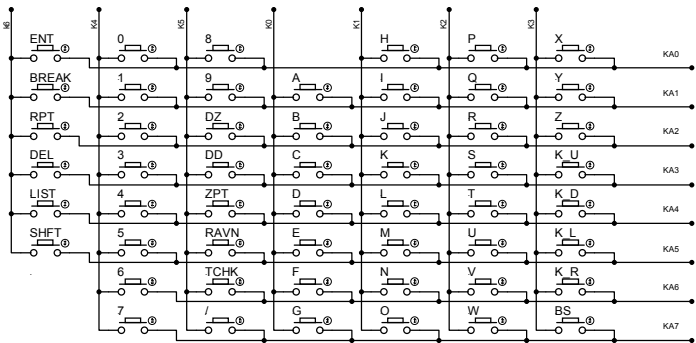 K6 K4 K5 K0 K1 K2 K3
ENT 0 8 H P X KA0
BREAK 1 9 A I Q Y KA1
RPT 2 DZ B J R Z KA2
DEL 3 DD C K S K_U KA3
LIST 4 ZPT D L T K_D KA4
SHFT 5 RAVN E M U K_L KA5
6 TCHK F N V K_R KA6
7 / G O W BS KA7